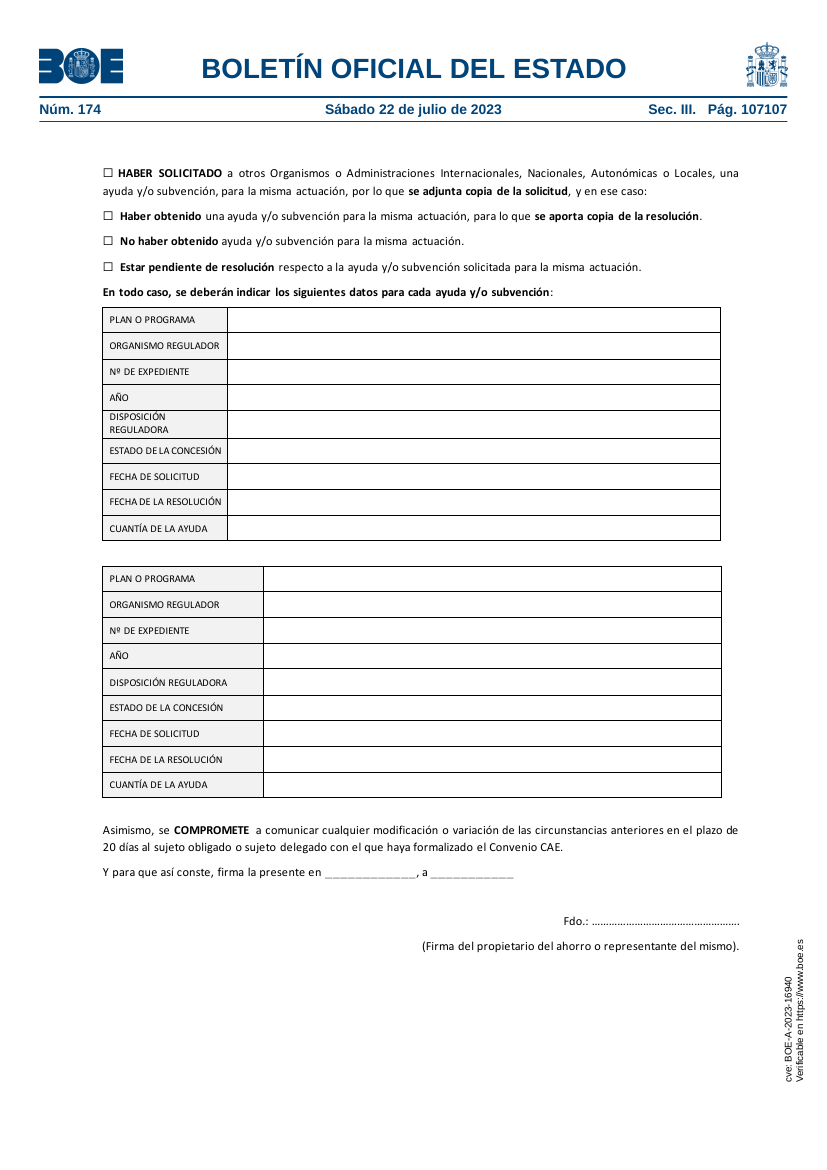 BOE
BOLETÍN OFICIAL DEL ESTADO
Núm. 174 Sábado 22 de julio de 2023 Sec. III. Pág. 107107
☐ HABER SOLICITADO a otros Organismos o Administraciones Internacionales, Nacionales, Autonómicas o Locales, una
ayuda y/o subvención, para la misma actuación, por lo que se adjunta copia de la solicitud, y en ese caso:
☐ Haber obtenido una ayuda y/o subvención para la misma actuación, para lo que se aporta copia de la resolución.
☐ No haber obtenido ayuda y/o subvención para la misma actuación.
☐ Estar pendiente de resolución respecto a la ayuda y/o subvención solicitada para la misma actuación.
En todo caso, se deberán indicar los siguientes datos para cada ayuda y/o subvención:
PLAN O PROGRAMA
ORGANISMO REGULADOR
Nº DE EXPEDIENTE
AÑO
DISPOSICIÓN
REGULADORA
ESTADO DE LA CONCESIÓN
FECHA DE SOLICITUD
FECHA DE LA RESOLUCIÓN
CUANTÍA DE LA AYUDA
PLAN O PROGRAMA
ORGANISMO REGULADOR
Nº DE EXPEDIENTE
AÑO
DISPOSICIÓN REGULADORA
ESTADO DE LA CONCESIÓN
FECHA DE SOLICITUD
FECHA DE LA RESOLUCIÓN
CUANTÍA DE LA AYUDA
Asimismo, se COMPROMETE a comunicar cualquier modificación o variación de las circunstancias anteriores en el plazo de
20 días al sujeto obligado o sujeto delegado con el que haya formalizado el Convenio CAE.
Y para que así conste, firma la presente en ____________, a ___________
Fdo.: ……………………………………………
(Firma del propietario del ahorro o representante del mismo).
cve: BOE-A-2023-16940
Verificable en https://www.boe.es